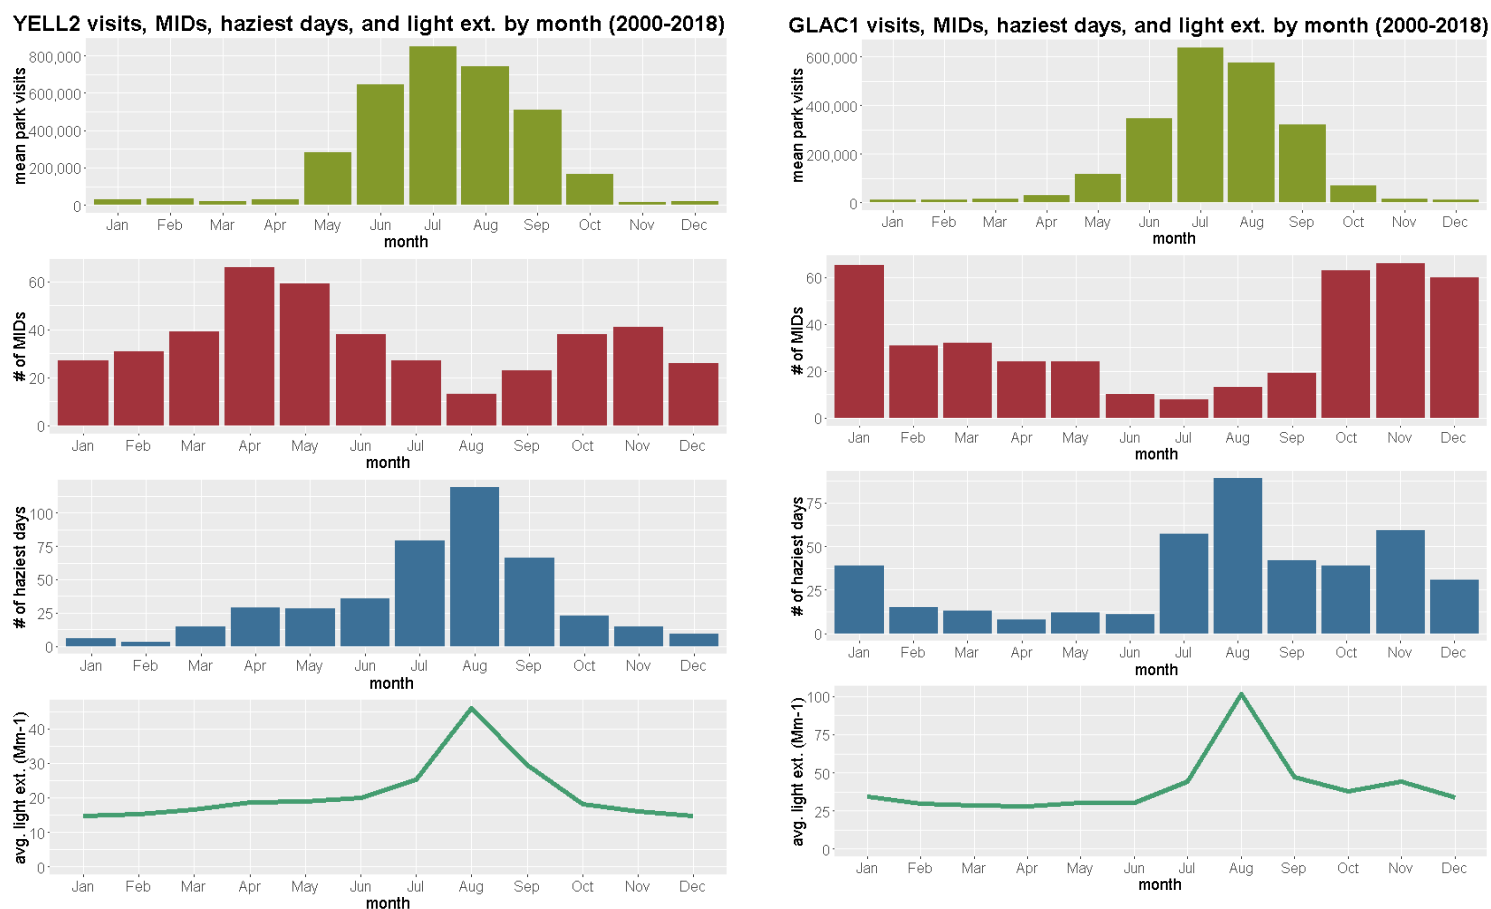 YELL2 visits, MIDs, haziest days, and light ext. by month (2000-2018)
mean park visits
800,000
600,000
400,000
200,000
0
Jan Feb Mar Apr May Jun Jul Aug Sep Oct Nov Dec
month
# of MIDs
60
40
20
0
Jan Feb Mar Apr May Jun Jul Aug Sep Oct Nov Dec
month
# of haziest days
100
75
50
25
0
Jan Feb Mar Apr May Jun Jul Aug Sep Oct Nov Dec
month
avg. light ext. (Mm-1)
40
30
20
10
0
Jan Feb Mar Apr May Jun Jul Aug Sep Oct Nov Dec
month
GLAC1 visits, MIDs, haziest days, and light ext. by month (2000-2018)
mean park visits
600,000
400,000
200,000
0
Jan Feb Mar Apr May Jun Jul Aug Sep Oct Nov Dec
month
# of MIDs
60
40
20
0
Jan Feb Mar Apr May Jun Jul Aug Sep Oct Nov Dec
month
# of haziest days
75
50
25
0
Jan Feb Mar Apr May Jun Jul Aug Sep Oct Nov Dec
month
avg. light ext. (Mm-1)
100
75
50
25
0
Jan Feb Mar Apr May Jun Jul Aug Sep Oct Nov Dec
month